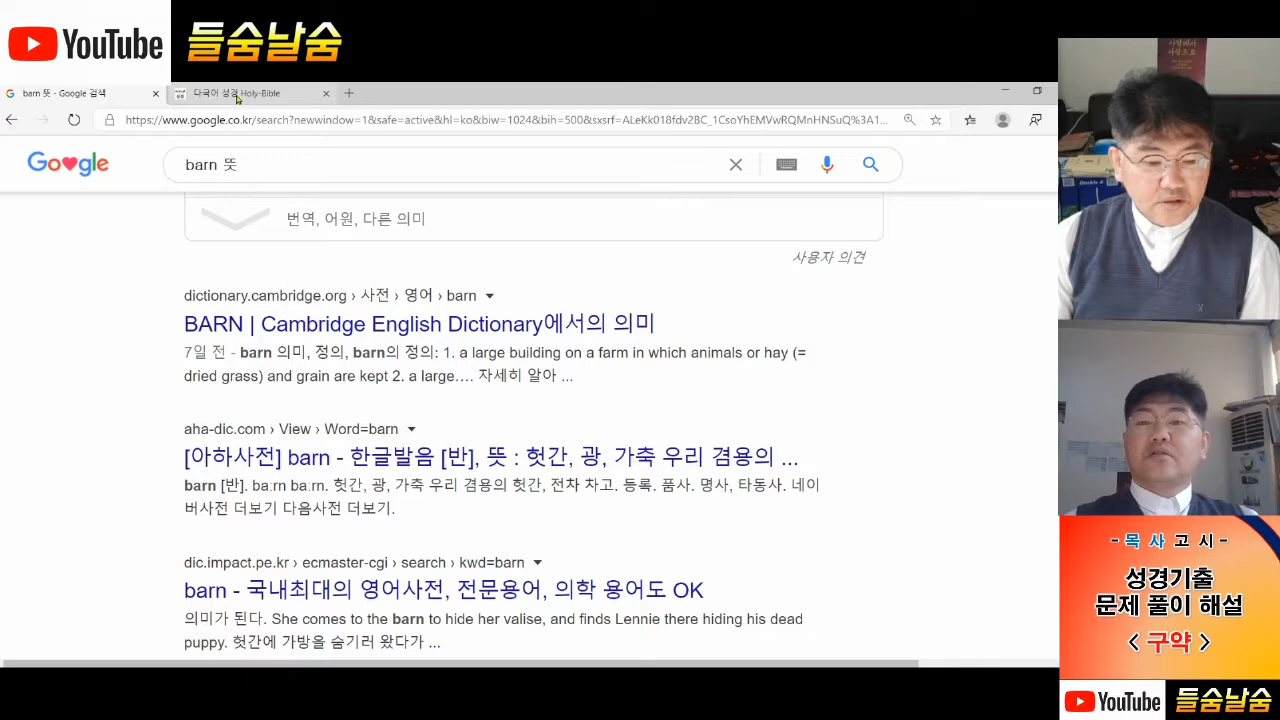 YouTube 들숨날숨
barn 뜻 - Google 검색
다국어 성경 Holy-Bible
https://www.google.co.kr/search?newwindow=1&safe=active&hl=ko&biw=1024&bih=500&sxsrf=ALeKk018fdv2BC_1CsoYhEMVwRQMnHNSuQ%3A1...
Google
barn 뜻
번역, 어원, 다른 의미
사용자 의견
dictionary.cambridge.org › 사전 › 영어 › barn
BARN | Cambridge English Dictionary에서의 의미
7일 전 - barn 의미, 정의, barn의 정의: 1. a large building on a farm in which animals or hay (=
dried grass) and grain are kept 2. a large…. 자세히 알아 ...
aha-dic.com › View › Word=barn
[아하사전] barn - 한글발음 [반], 뜻 : 헛간, 광, 가축 우리 겸용의 ...
barn [반]. baːrn baːrn. 헛간, 광, 가축 우리 겸용의 헛간, 전차 차고. 등록. 품사. 명사, 타동사. 네이
버사전 더보기 다음사전 더보기.
dic.impact.pe.kr › ecmaster-cgi › search › kwd=barn
barn - 국내최대의 영어사전, 전문용어, 의학 용어도 OK
의미가 된다. She comes to the barn to hide her valise, and finds Lennie there hiding his dead
puppy. 헛간에 가방을 숨기러 왔다가 ...
- 목 사 고 시 -
성경기출
문제 풀이 해설
< 구약 >
YouTube 들숨날숨